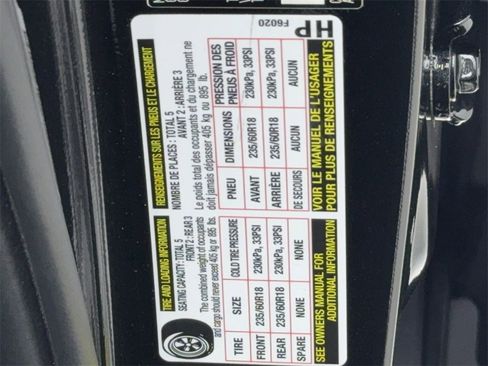 TIRE AND LOADING INFORMATION
SEATING CAPACITY: TOTAL 5
FRONT 2: REAR 3
The combined weight of occupants
and cargo should never exceed 405 kg or 895 lbs.
TIRE SIZE COLD TIRE PRESSURE
FRONT 235/60R18 230kPa, 33PSI
REAR 235/60R18 230kPa, 33PSI
SPARE NONE NONE
SEE OWNERS MANUAL FOR
ADDITIONAL INFORMATION
RENSEIGNEMENTS SUR LES PNEUS ET LE CHARGEMENT
NOMBRE DE PLACES : TOTAL 5
AVANT 2 : ARRIÈRE 3
Le poids total des occupants et du chargement ne
doit jamais dépasser 405 kg ou 895 lb.
PNEU DIMENSIONS PRESSION DES
PNEUS À FROID
AVANT 235/60R18 230kPa, 33PSI
ARRIÈRE 235/60R18 230kPa, 33PSI
DE SECOURS AUCUN AUCUN
VOIR LE MANUEL DE L'USAGER
POUR PLUS DE RENSEIGNEMENTS
F6020
HP